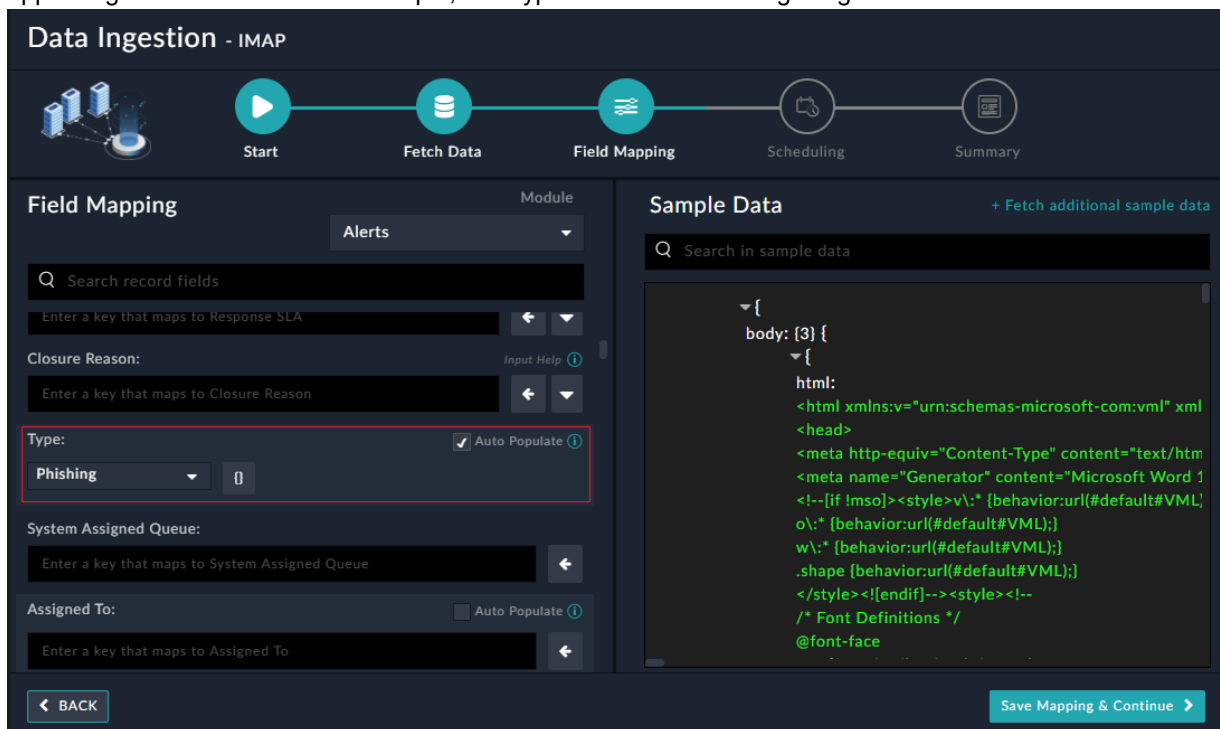 Data Ingestion - IMAP
Start
Fetch Data
Field Mapping
Scheduling
Summary
Field Mapping
Module
Alerts
Search record fields
Enter a key that maps to Response SLA
Closure Reason:
Input Help
Enter a key that maps to Closure Reason
Type:
Auto Populate
Phishing
{}
System Assigned Queue:
Enter a key that maps to System Assigned Queue
Assigned To:
Auto Populate
Enter a key that maps to Assigned To
Sample Data
+ Fetch additional sample data
Search in sample data
{
body: {3} {
{
html:
<html xmlns:v="urn:schemas-microsoft-com:vml" xml
<head>
<meta http-equiv="Content-Type" content="text/htm
<meta name="Generator" content="Microsoft Word 1
<!--[if !mso]><style>v\:* {behavior:url(#default#VML)
o\:* {behavior:url(#default#VML);}
w\:* {behavior:url(#default#VML);}
.shape {behavior:url(#default#VML);}
</style><![endif]--><style><!--
/* Font Definitions */
@font-face
BACK
Save Mapping & Continue